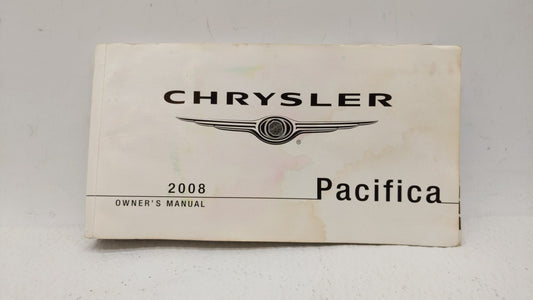 CHRYSLER
®
2008
OWNER'S MANUAL
Pacifica